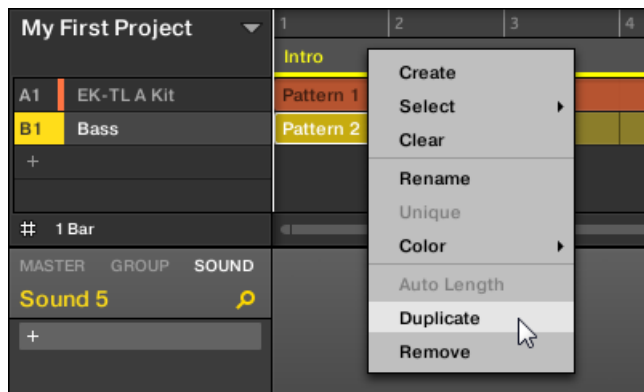 My First Project
1 2 3 4
Intro
A1 EK-TL A Kit Pattern 1
B1 Bass Pattern 2
+
# 1 Bar
MASTER GROUP SOUND
Sound 5
+
Create
Select
Clear
Rename
Unique
Color
Auto Length
Duplicate
Remove